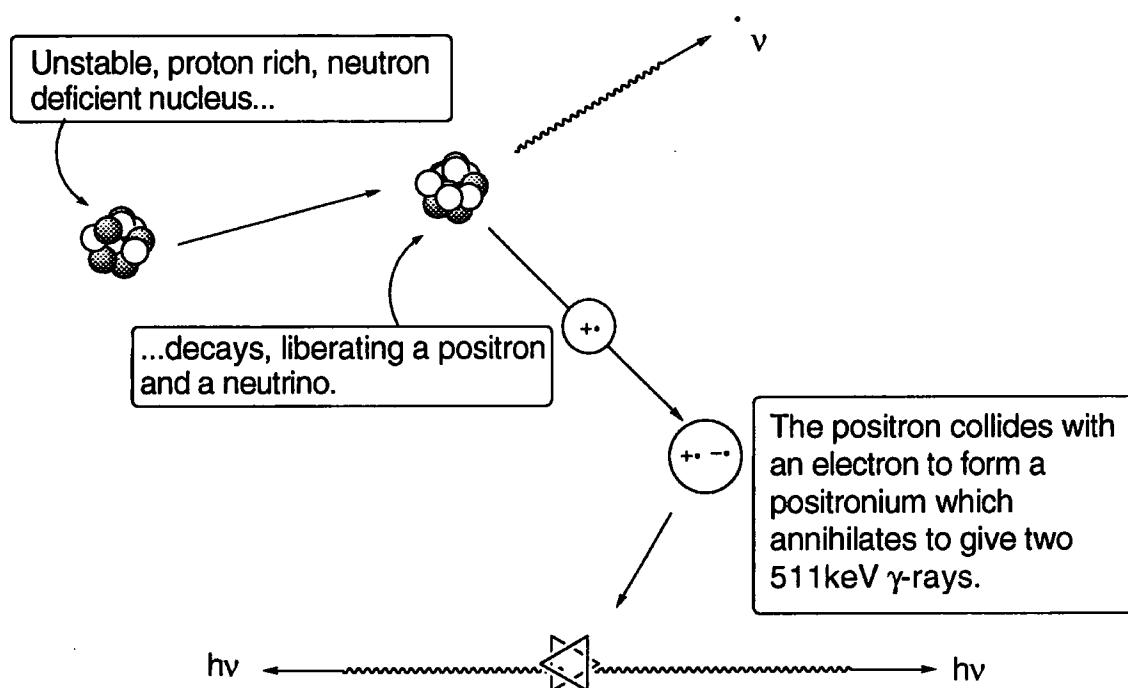 ν
Unstable, proton rich, neutron
deficient nucleus...
+•
...decays, liberating a positron
and a neutrino.
+• −•
The positron collides with
an electron to form a
positronium which
annihilates to give two
511keV γ-rays.
hν
hν